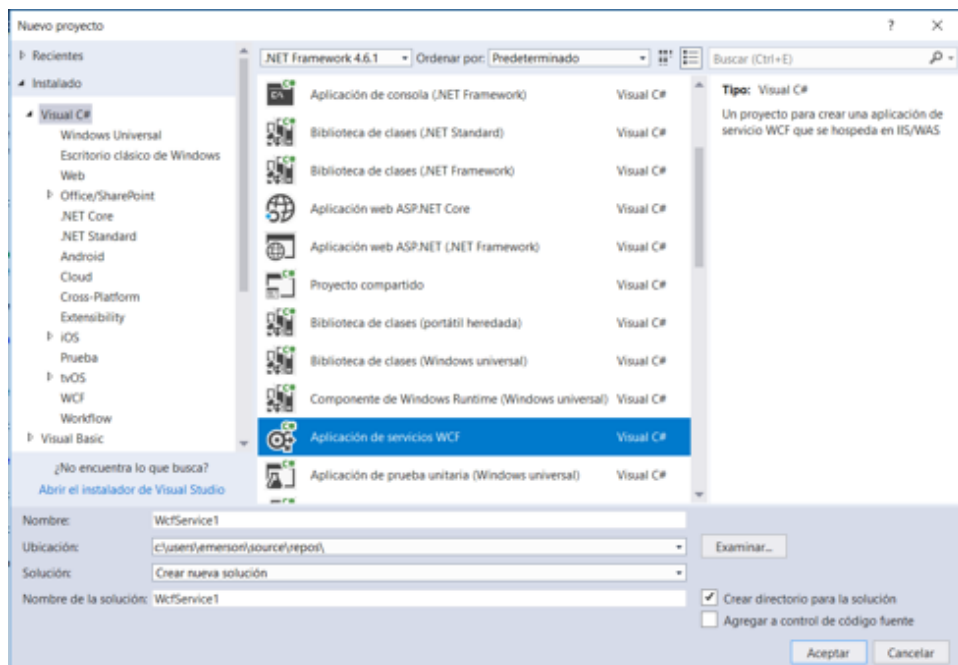 Nuevo proyecto
Recientes
Instalado
Visual C#
Windows Universal
Escritorio clásico de Windows
Web
Office/SharePoint
.NET Core
.NET Standard
Android
Cloud
Cross-Platform
Extensibility
iOS
Prueba
tvOS
WCF
Workflow
Visual Basic
¿No encuentra lo que busca?
Abrir el instalador de Visual Studio
.NET Framework 4.6.1 Ordenar por: Predeterminado
Aplicación de consola (.NET Framework) Visual C#
Biblioteca de clases (.NET Standard) Visual C#
Biblioteca de clases (.NET Framework) Visual C#
Aplicación web ASP.NET Core Visual C#
Aplicación web ASP.NET (.NET Framework) Visual C#
Proyecto compartido Visual C#
Biblioteca de clases (portátil heredada) Visual C#
Biblioteca de clases (Windows universal) Visual C#
Componente de Windows Runtime (Windows universal) Visual C#
Aplicación de servicios WCF Visual C#
Aplicación de prueba unitaria (Windows universal) Visual C#
Buscar (Ctrl+E)
Tipo: Visual C#
Un proyecto para crear una aplicación de
servicio WCF que se hospeda en IIS/WAS
Nombre: WcfService1
Ubicación: c:\users\emerson\source\repos\
Examinar...
Solución: Crear nueva solución
Nombre de la solución: WcfService1
Crear directorio para la solución
Agregar a control de código fuente
Aceptar Cancelar